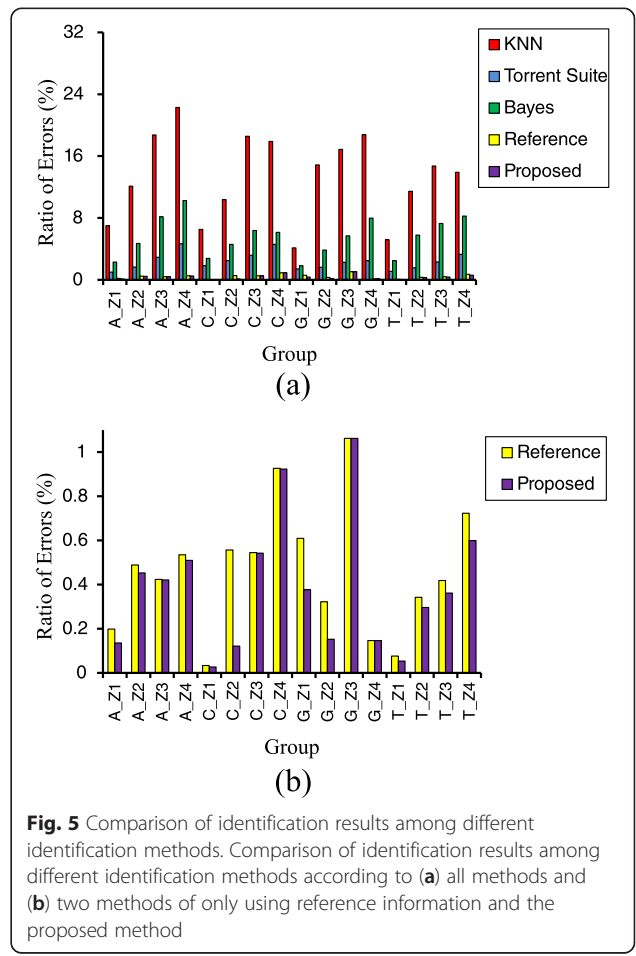 32
24
16
8
0
Ratio of Errors (%)
KNN
Torrent Suite
Bayes
Reference
Proposed
A_Z1
A_Z2
A_Z3
A_Z4
C_Z1
C_Z2
C_Z3
C_Z4
G_Z1
G_Z2
G_Z3
G_Z4
T_Z1
T_Z2
T_Z3
T_Z4
Group
(a)
1
0.8
0.6
0.4
0.2
0
Ratio of Errors (%)
Reference
Proposed
A_Z1
A_Z2
A_Z3
A_Z4
C_Z1
C_Z2
C_Z3
C_Z4
G_Z1
G_Z2
G_Z3
G_Z4
T_Z1
T_Z2
T_Z3
T_Z4
Group
(b)
Fig. 5 Comparison of identification results among different
identification methods. Comparison of identification results among
different identification methods according to (a) all methods and
(b) two methods of only using reference information and the
proposed method